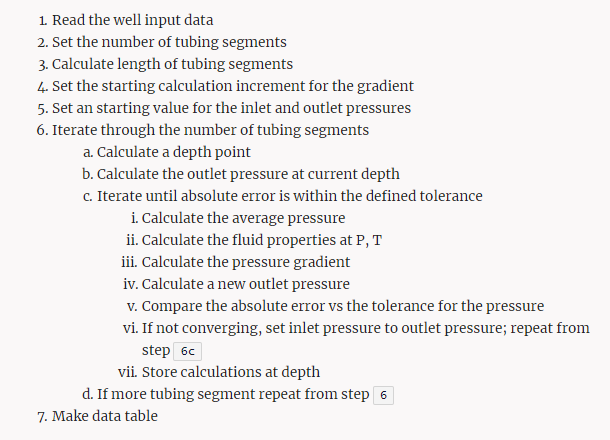 1. Read the well input data
2. Set the number of tubing segments
3. Calculate length of tubing segments
4. Set the starting calculation increment for the gradient
5. Set an starting value for the inlet and outlet pressures
6. Iterate through the number of tubing segments
a. Calculate a depth point
b. Calculate the outlet pressure at current depth
c. Iterate until absolute error is within the defined tolerance
i. Calculate the average pressure
ii. Calculate the fluid properties at P, T
iii. Calculate the pressure gradient
iv. Calculate a new outlet pressure
v. Compare the absolute error vs the tolerance for the pressure
vi. If not converging, set inlet pressure to outlet pressure; repeat from
step 6c
vii. Store calculations at depth
d. If more tubing segment repeat from step 6
7. Make data table